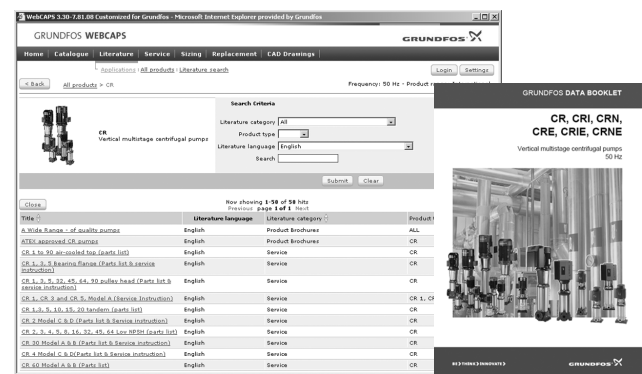 WebCAPS 3.30-7.81.08 Customized for Grundfos - Microsoft Internet Explorer provided by Grundfos
GRUNDFOS WEBCAPS
GRUNDFOS
Home Catalogue Literature Service Sizing Replacement CAD Drawings
Applications All products Literature search
Login Settings
< Back All products > CR
Frequency: 50 Hz - Product
CR
Vertical multistage centrifugal pumps
Search Criteria
Literature category All
Product type
Literature language English
Search
Submit Clear
Close
Now showing 1-50 of 50 hits
Previous page 1 of 1 Next
Title Literature language Literature category Product
A Wide Range - of quality pumps English Product Brochures ALL
ATEX approved CR pumps English Product Brochures CR
CR 1 to 90 air-cooled top (parts list) English Service CR
CR 1, 3, 5 Bearing flange (Parts list & service
instruction) English Service CR
CR 1, 3, 5, 32, 45, 64, 90 pulley head (Parts list &
service instruction) English Service CR
CR 1, CR 3 and CR 5, Model A (Service Instruction) English Service CR 1, CR
CR 1,3, 5, 10, 15, 20 tandem (parts list) English Service CR
CR 2 Model C & D (Parts list & Service instruction) English Service CR
CR 2, 3, 4, 5, 8, 16, 32, 45, 64 Low NPSH (parts list) English Service CR
CR 30 Model A & B (Parts list & Service instruction) English Service CR
CR 4 Model C & D(Parts list & Service instruction) English Service CR
CR 60 Model A & B (Parts list) English Service CR
GRUNDFOS DATA BOOKLET
CR, CRI, CRN,
CRE, CRIE, CRNE
Vertical multistage centrifugal pumps
50 Hz
BE > THINK > INNOVATE >
GRUNDFOS